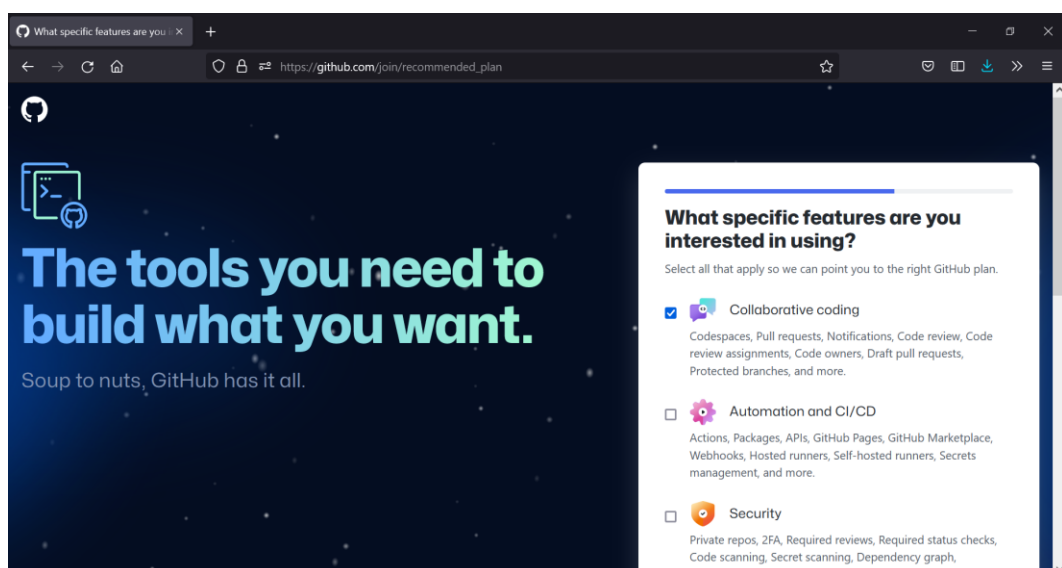 What specific features are you i
https://github.com/join/recommended_plan
The tools you need to
build what you want.
Soup to nuts, GitHub has it all.
What specific features are you
interested in using?
Select all that apply so we can point you to the right GitHub plan.
Collaborative coding
Codespaces, Pull requests, Notifications, Code review, Code
review assignments, Code owners, Draft pull requests,
Protected branches, and more.
Automation and CI/CD
Actions, Packages, APIs, GitHub Pages, GitHub Marketplace,
Webhooks, Hosted runners, Self-hosted runners, Secrets
management, and more.
Security
Private repos, 2FA, Required reviews, Required status checks,
Code scanning, Secret scanning, Dependency graph,